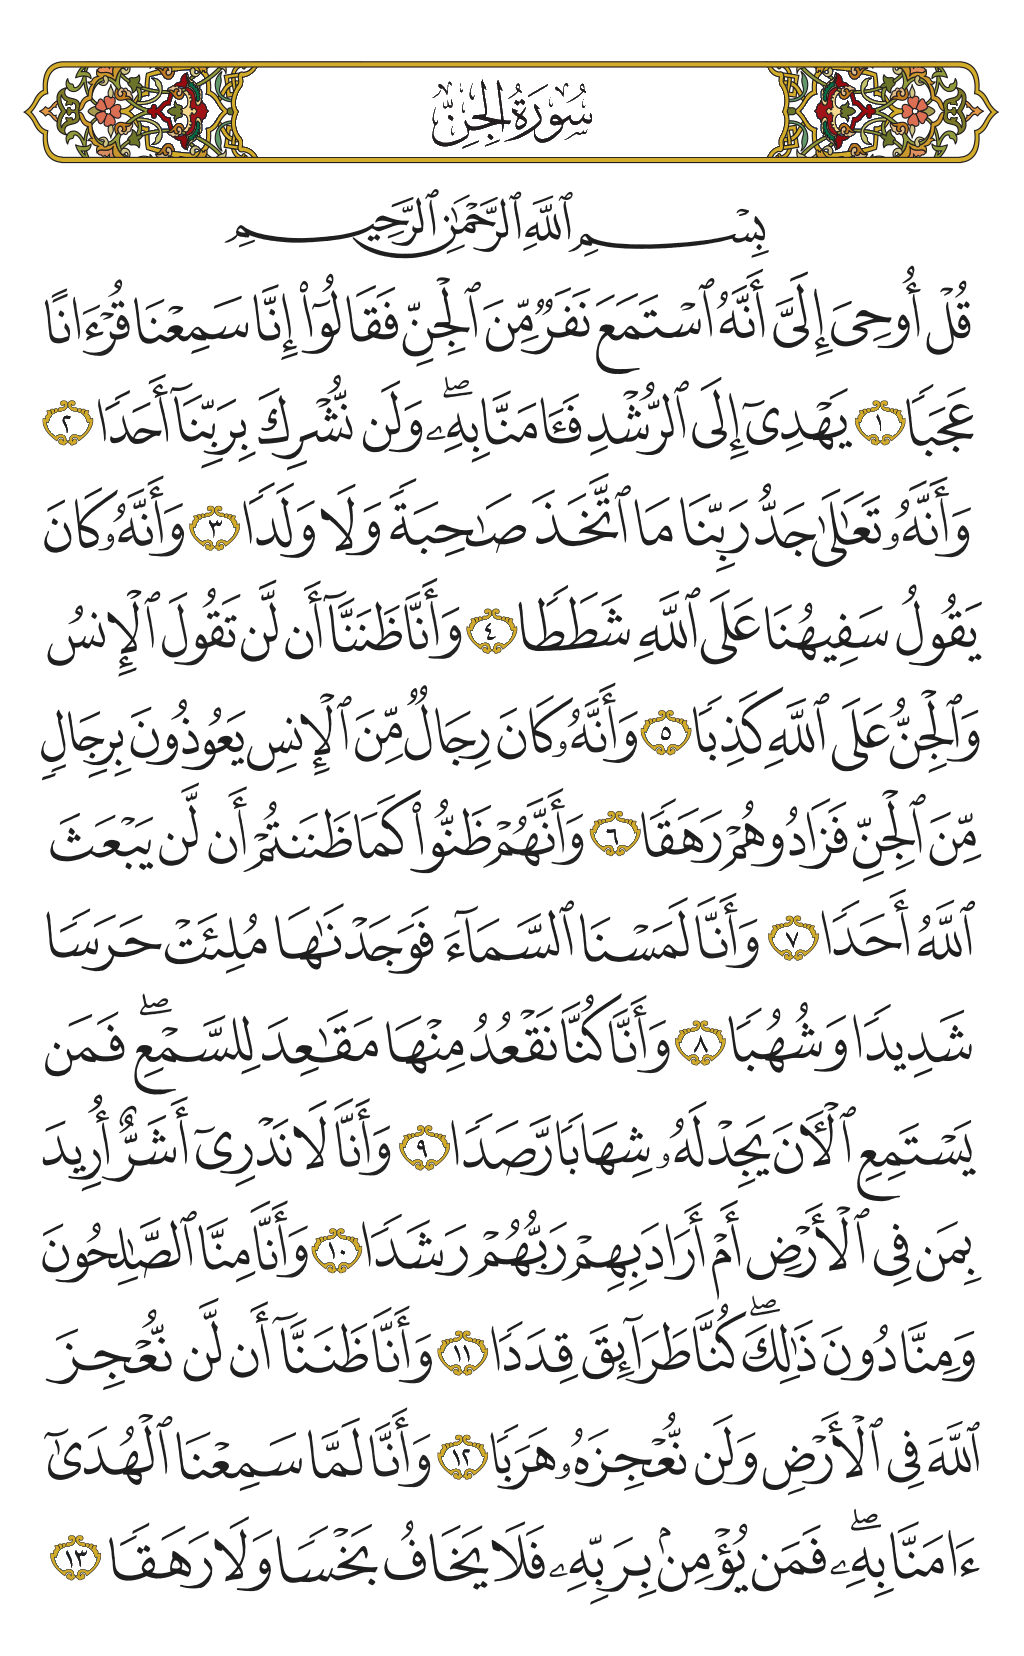 سُورَةُ الجِنِّ
بِسْمِ ٱللَّهِ ٱلرَّحْمَٰنِ ٱلرَّحِيمِ
قُلْ أُوحِىَ إِلَىَّ أَنَّهُ ٱسْتَمَعَ نَفَرٌ مِّنَ ٱلْجِنِّ فَقَالُوٓا۟ إِنَّا سَمِعْنَا قُرْءَانًا
عَجَبًا ١ يَهْدِىٓ إِلَى ٱلرُّشْدِ فَـَٔامَنَّا بِهِۦ ۖ وَلَن نُّشْرِكَ بِرَبِّنَآ أَحَدًا ٢
وَأَنَّهُۥ تَعَٰلَىٰ جَدُّ رَبِّنَا مَا ٱتَّخَذَ صَٰحِبَةً وَلَا وَلَدًا ٣ وَأَنَّهُۥ كَانَ
يَقُولُ سَفِيهُنَا عَلَى ٱللَّهِ شَطَطًا ٤ وَأَنَّا ظَنَنَّآ أَن لَّن تَقُولَ ٱلْإِنسُ
وَٱلْجِنُّ عَلَى ٱللَّهِ كَذِبًا ٥ وَأَنَّهُۥ كَانَ رِجَالٌ مِّنَ ٱلْإِنسِ يَعُوذُونَ بِرِجَالٍ
مِّنَ ٱلْجِنِّ فَزَادُوهُمْ رَهَقًا ٦ وَأَنَّهُمْ ظَنُّوا۟ كَمَا ظَنَنتُمْ أَن لَّن يَبْعَثَ
ٱللَّهُ أَحَدًا ٧ وَأَنَّا لَمَسْنَا ٱلسَّمَآءَ فَوَجَدْنَٰهَا مُلِئَتْ حَرَسًا
شَدِيدًا وَشُهُبًا ٨ وَأَنَّا كُنَّا نَقْعُدُ مِنْهَا مَقَٰعِدَ لِلسَّمْعِ ۖ فَمَن
يَسْتَمِعِ ٱلْـَٔانَ يَجِدْ لَهُۥ شِهَابًا رَّصَدًا ٩ وَأَنَّا لَا نَدْرِىٓ أَشَرٌّ أُرِيدَ
بِمَن فِى ٱلْأَرْضِ أَمْ أَرَادَ بِهِمْ رَبُّهُمْ رَشَدًا ١٠ وَأَنَّا مِنَّا ٱلصَّٰلِحُونَ
وَمِنَّا دُونَ ذَٰلِكَ ۖ كُنَّا طَرَآئِقَ قِدَدًا ١١ وَأَنَّا ظَنَنَّآ أَن لَّن نُّعْجِزَ
ٱللَّهَ فِى ٱلْأَرْضِ وَلَن نُّعْجِزَهُۥ هَرَبًا ١٢ وَأَنَّا لَمَّا سَمِعْنَا ٱلْهُدَىٰٓ
ءَامَنَّا بِهِۦ ۖ فَمَن يُؤْمِنۢ بِرَبِّهِۦ فَلَا يَخَافُ بَخْسًا وَلَا رَهَقًا ١٣